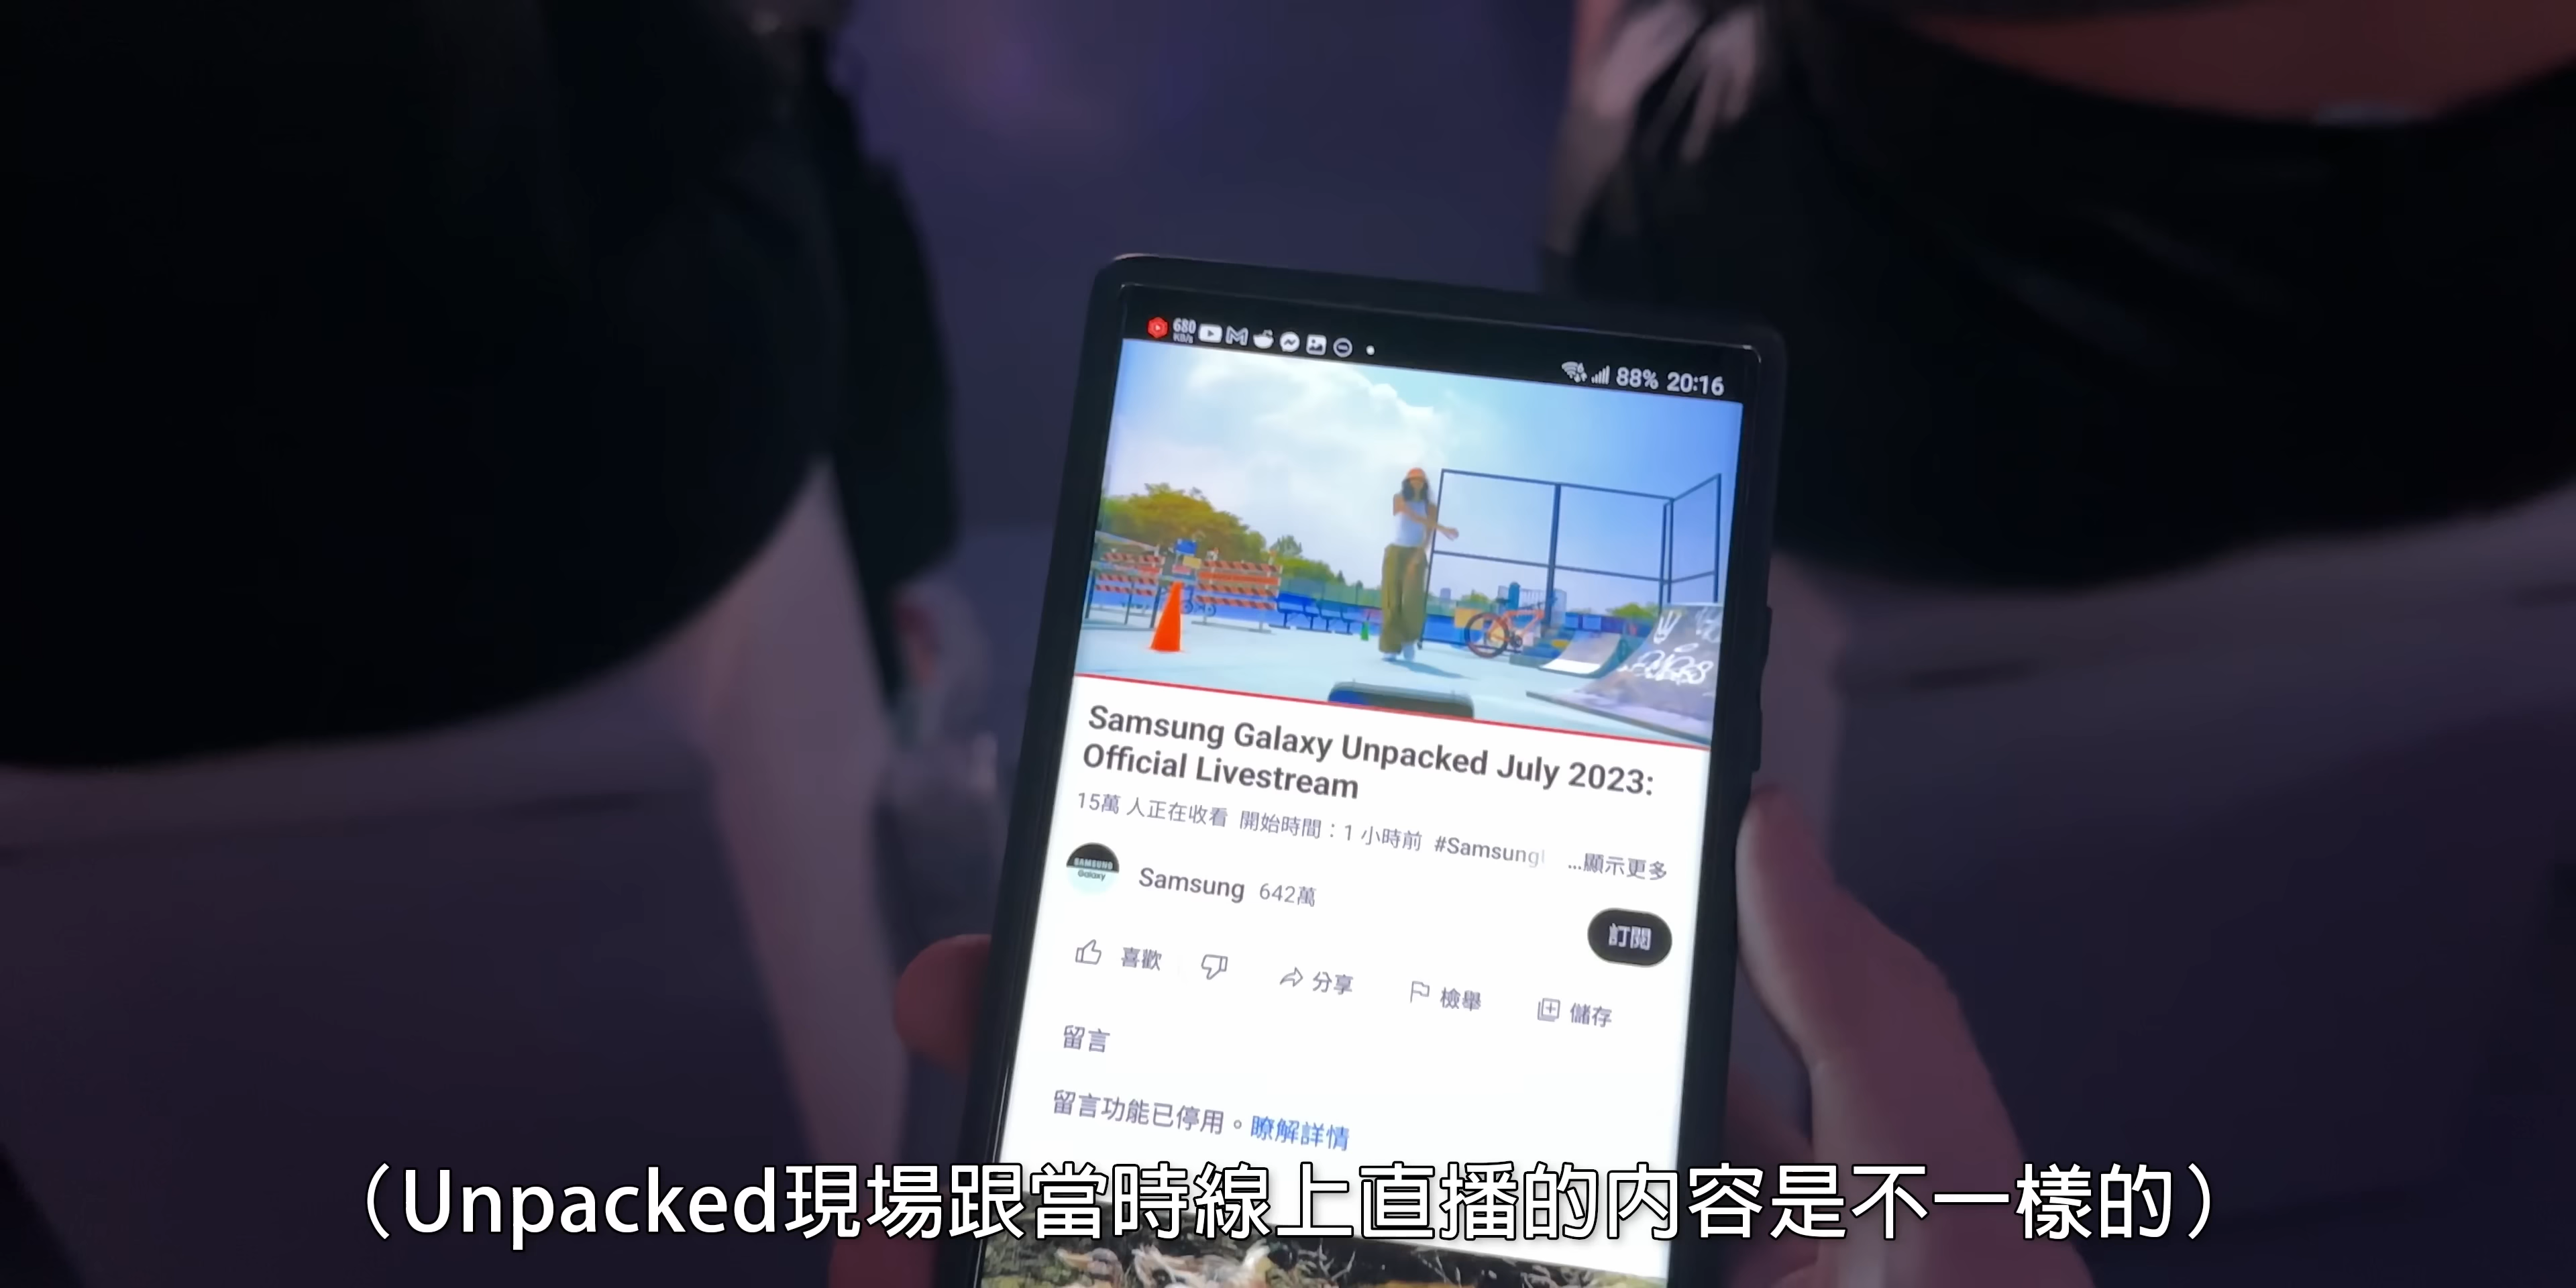 680
KB/s
88% 20:16
Samsung Galaxy Unpacked July 2023:
Official Livestream
15萬 人正在收看 開始時間：1 小時前 #Samsung ...顯示更多
SAMSUNG
Galaxy
Samsung 642萬
訂閱
喜歡 分享 檢舉 儲存
留言
留言功能已停用。瞭解詳情
（Unpacked現場跟當時線上直播的內容是不一樣的）